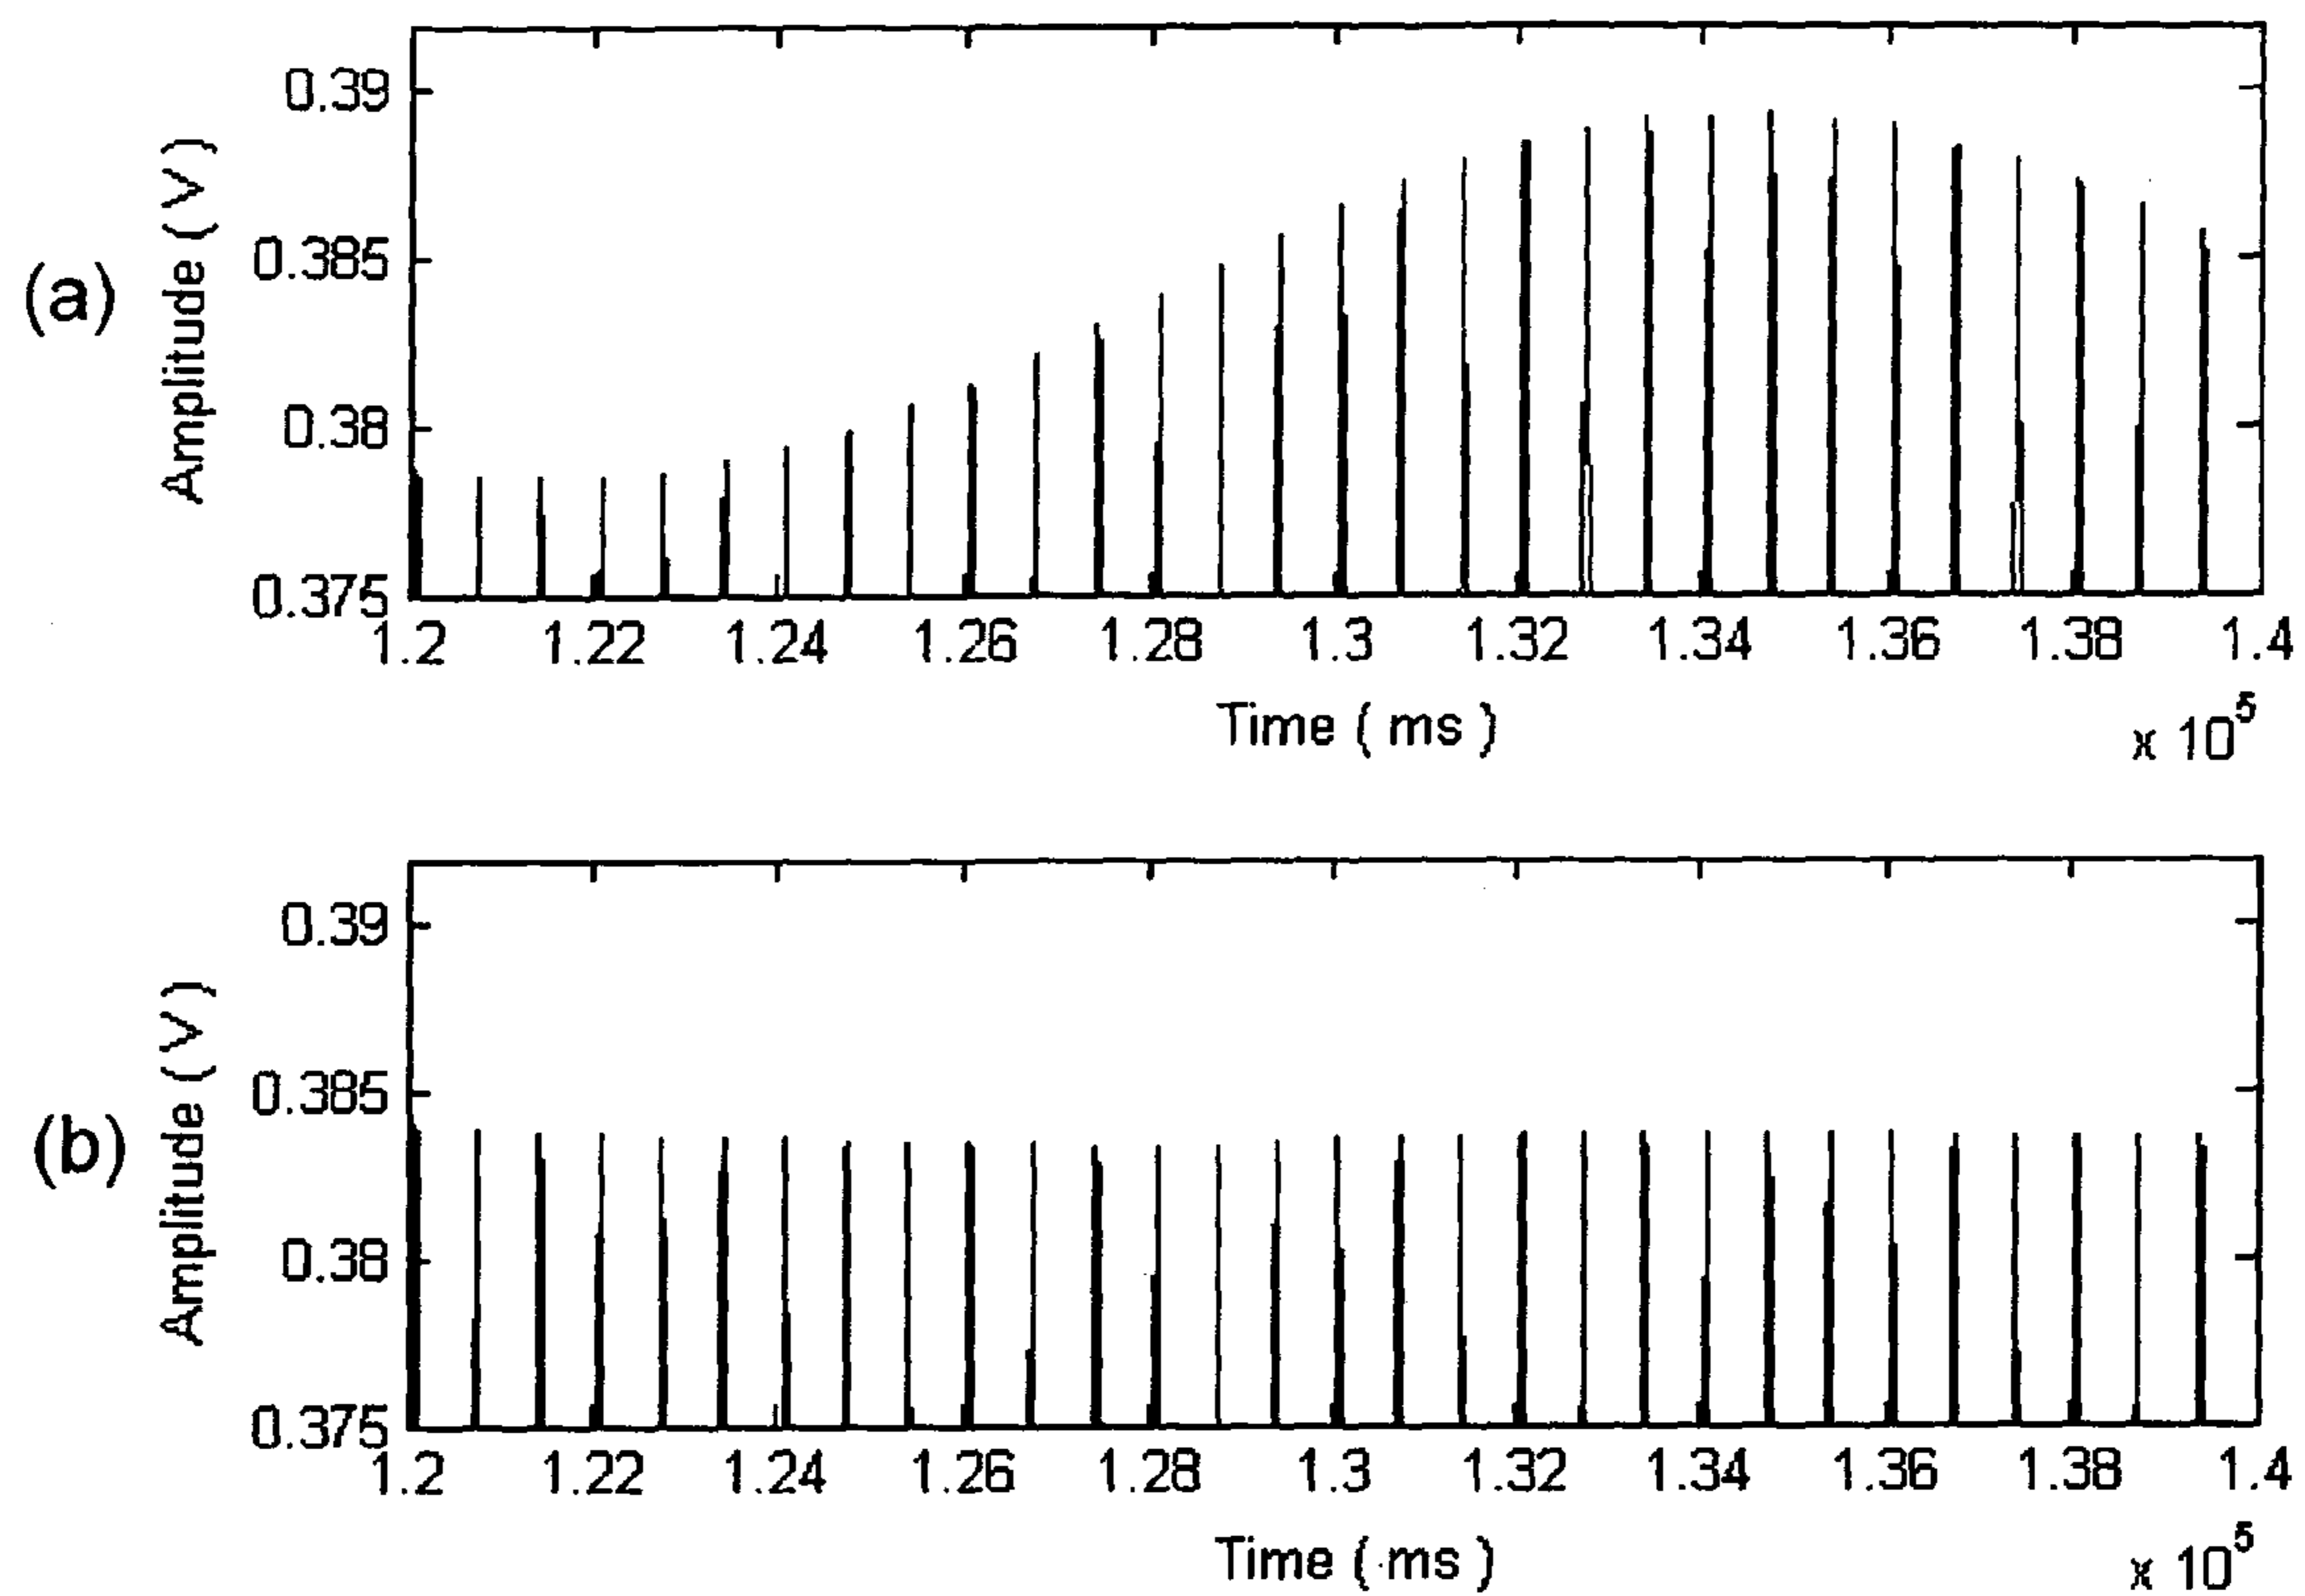 (a)
Amplitude ( V )
0.39
0.385
0.38
0.375
1.2 1.22 1.24 1.26 1.28 1.3 1.32 1.34 1.36 1.38 1.4
Time ( ms )
x 10^5
(b)
Amplitude ( V )
0.39
0.385
0.38
0.375
1.2 1.22 1.24 1.26 1.28 1.3 1.32 1.34 1.36 1.38 1.4
Time ( ms )
x 10^5